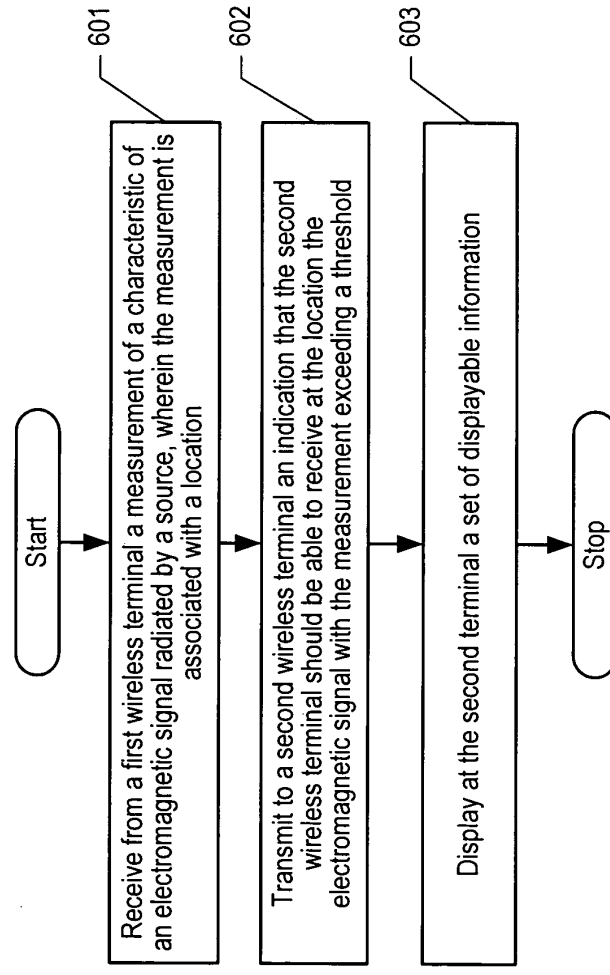 Start
601
Receive from a first wireless terminal a measurement of a characteristic of
an electromagnetic signal radiated by a source, wherein the measurement is
associated with a location
602
Transmit to a second wireless terminal an indication that the second
wireless terminal should be able to receive at the location the
electromagnetic signal with the measurement exceeding a threshold
603
Display at the second terminal a set of displayable information
Stop